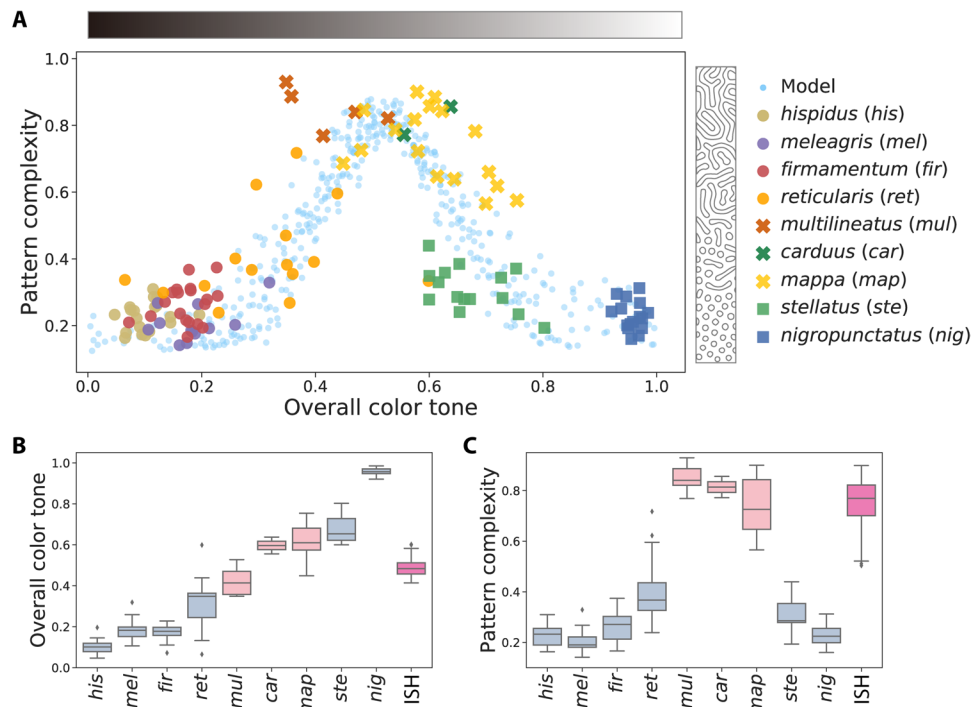 A
Pattern complexity
1.0
0.8
0.6
0.4
0.2
0.0
0.2
0.4
0.6
0.8
1.0
Overall color tone
Model
hispidus (his)
meleagris (mel)
firmamentum (fir)
reticularis (ret)
multilineatus (mul)
carduus (car)
mappa (map)
stellatus (ste)
nigropunctatus (nig)
B
Overall color tone
1.0
0.8
0.6
0.4
0.2
0.0
his
mel
fir
ret
mul
car
map
ste
nig
ISH
C
Pattern complexity
0.8
0.6
0.4
0.2
his
mel
fir
ret
mul
car
map
ste
nig
ISH